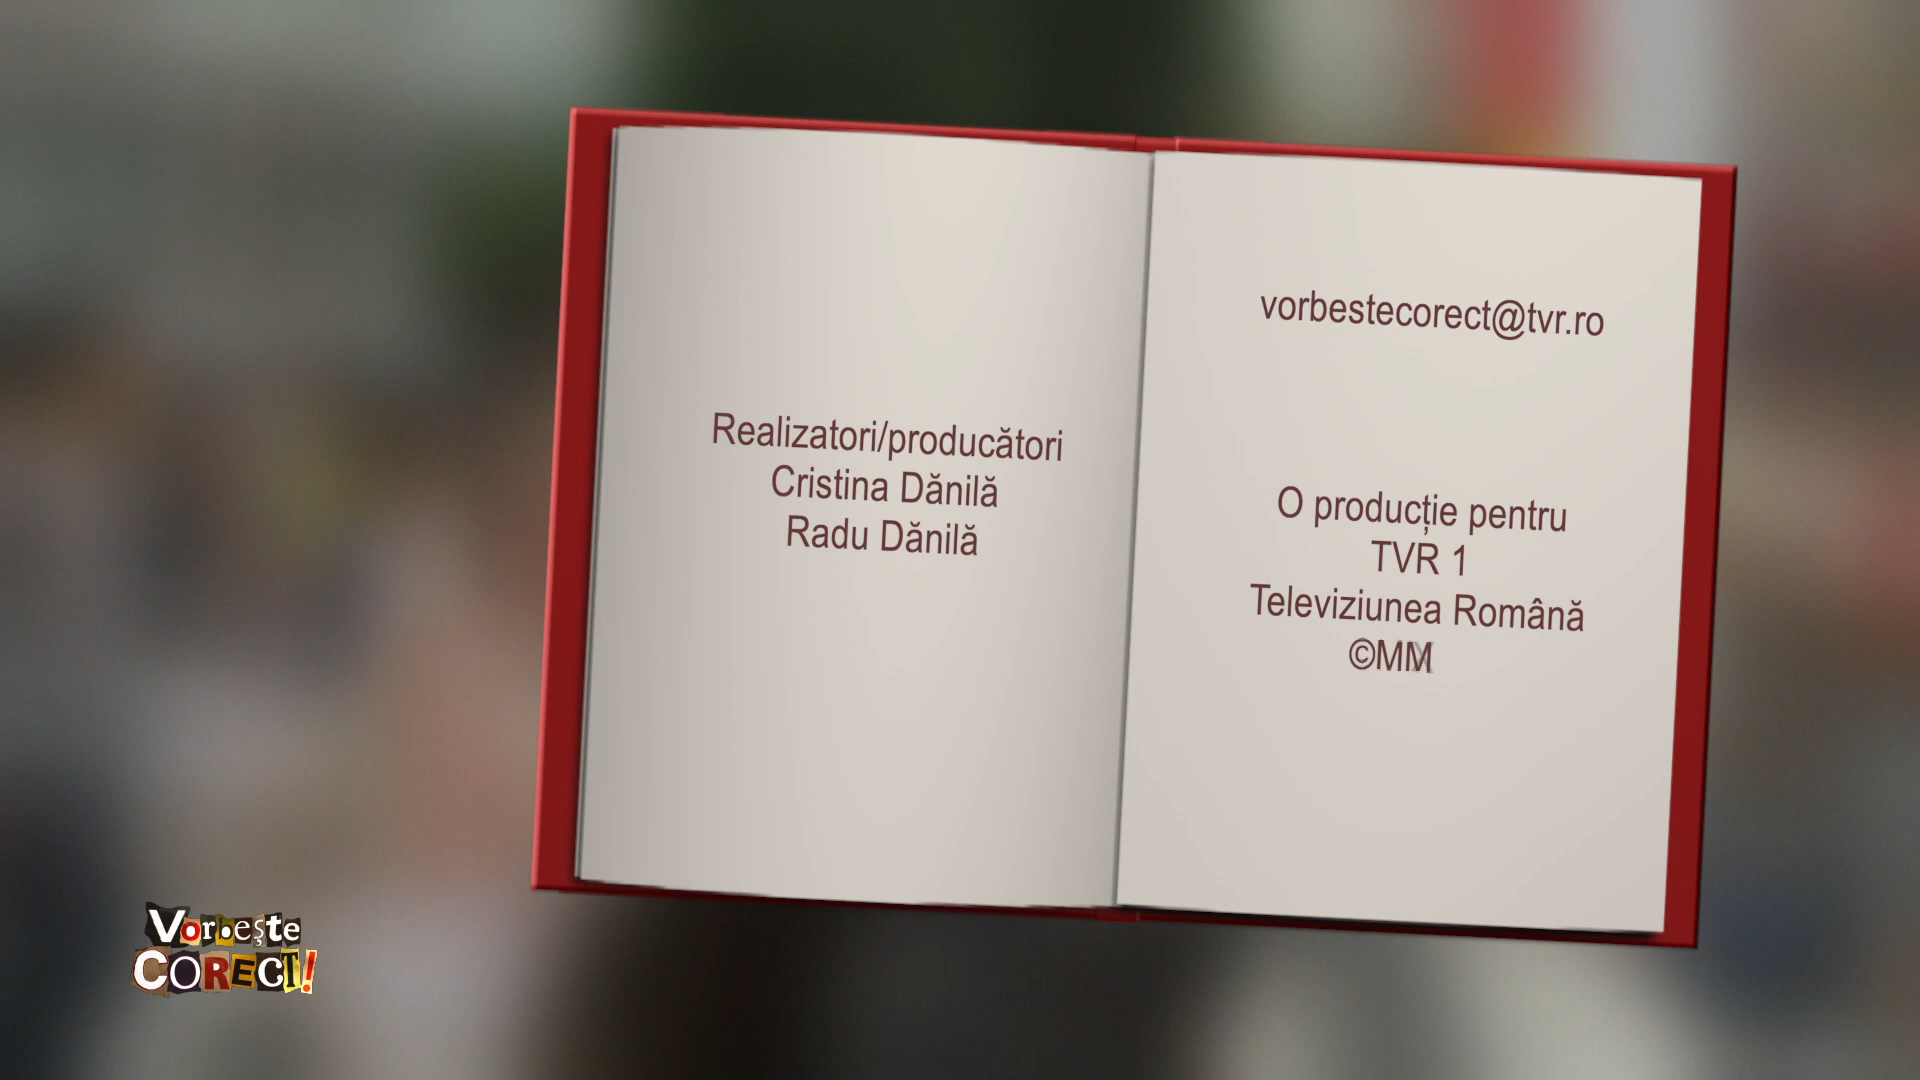 Realizatori/producători
Cristina Dănilă
Radu Dănilă
vorbestecorect@tvr.ro
O producție pentru
TVR 1
Televiziunea Română
©MM
Vorbește
CORECT!